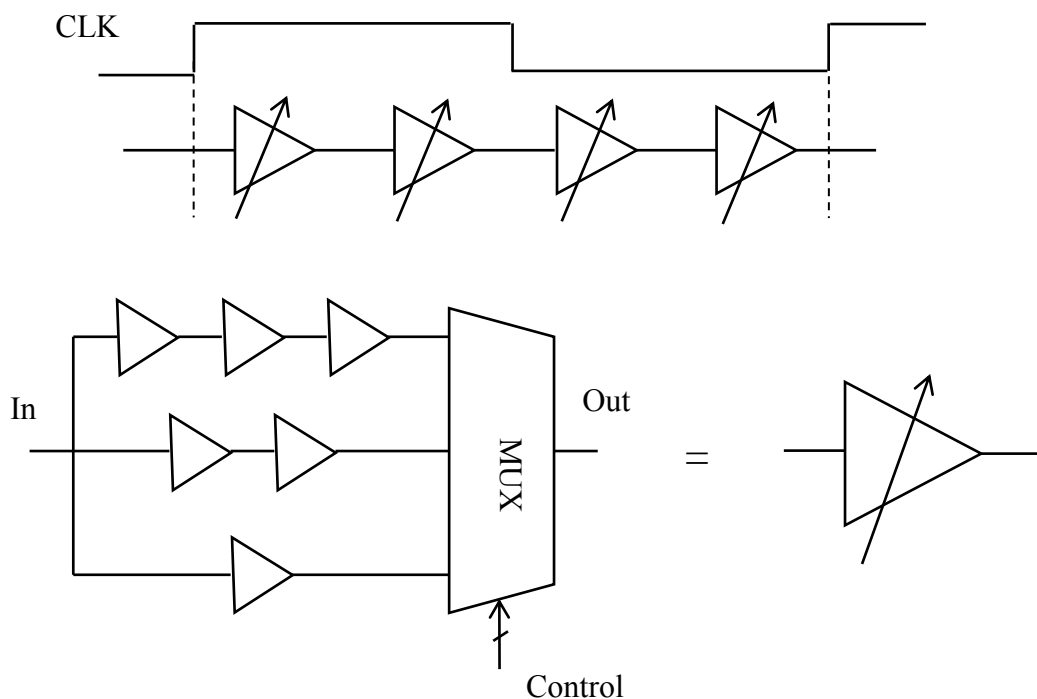 CLK
In
Out
MUX
=
Control